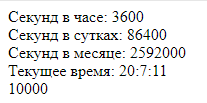 Секунд в часе: 3600
Секунд в сутках: 86400
Секунд в месяце: 2592000
Текущее время: 20:7:11
10000